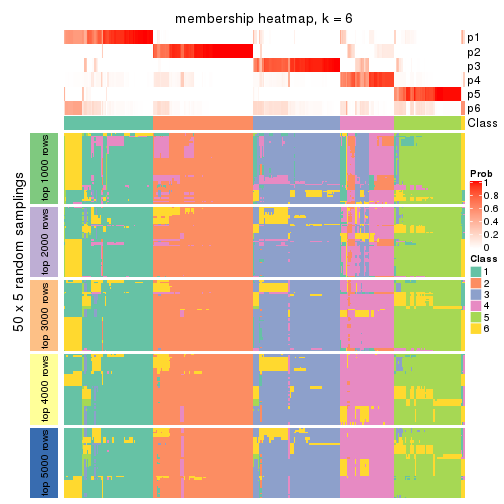 membership heatmap, k = 6
p1
p2
p3
p4
p5
p6
Class
50 x 5 random samplings
top 1000 rows
top 2000 rows
top 3000 rows
top 4000 rows
top 5000 rows
Prob
1
0.8
0.6
0.4
0.2
0
Class
1
2
3
4
5
6